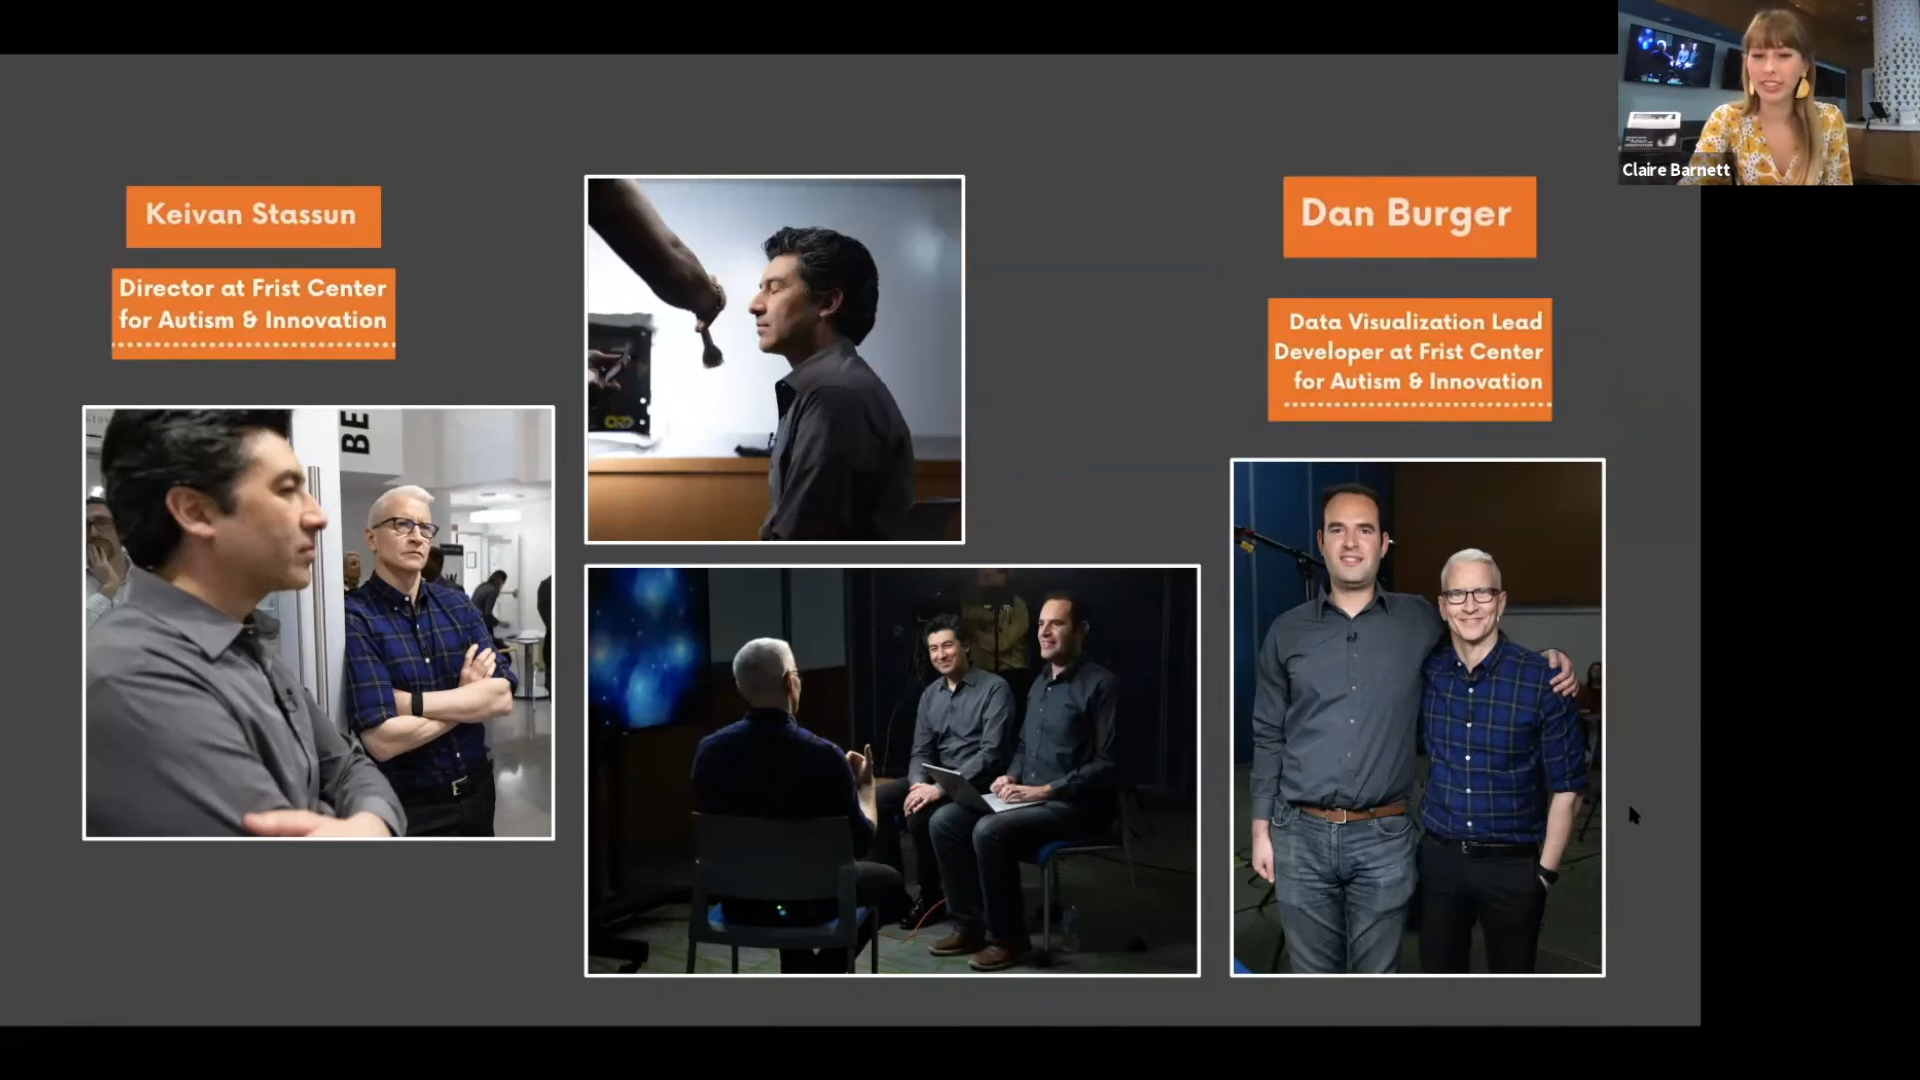 Claire Barnett
Keivan Stassun
Director at Frist Center
for Autism & Innovation
Dan Burger
Data Visualization Lead
Developer at Frist Center
for Autism & Innovation
BE